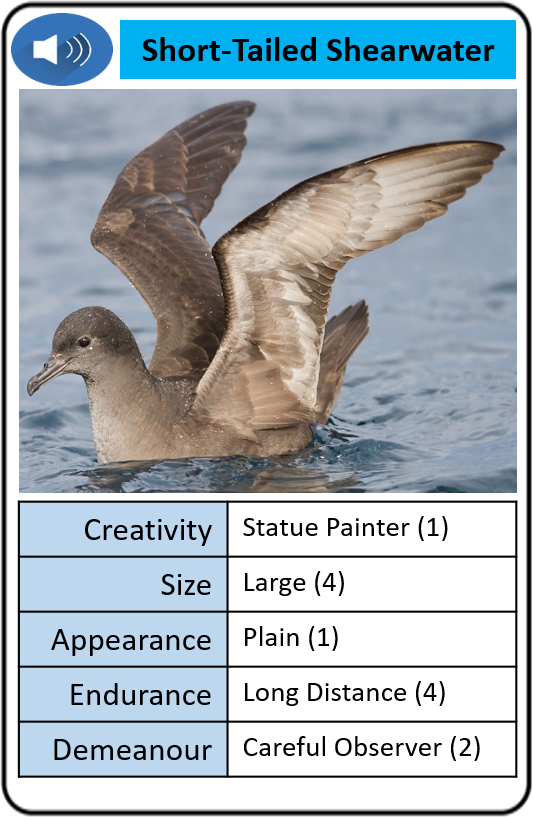 Short-Tailed Shearwater
Creativity Statue Painter (1)
Size Large (4)
Appearance Plain (1)
Endurance Long Distance (4)
Demeanour Careful Observer (2)